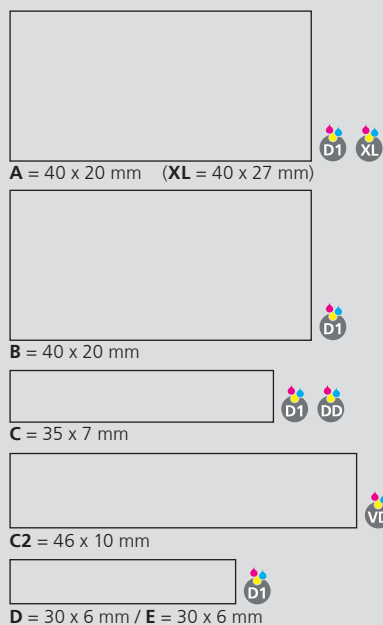 D1 XL
A = 40 x 20 mm (XL = 40 x 27 mm)
D1
B = 40 x 20 mm
D1 DD
C = 35 x 7 mm
C2 = 46 x 10 mm
D1
D = 30 x 6 mm / E = 30 x 6 mm